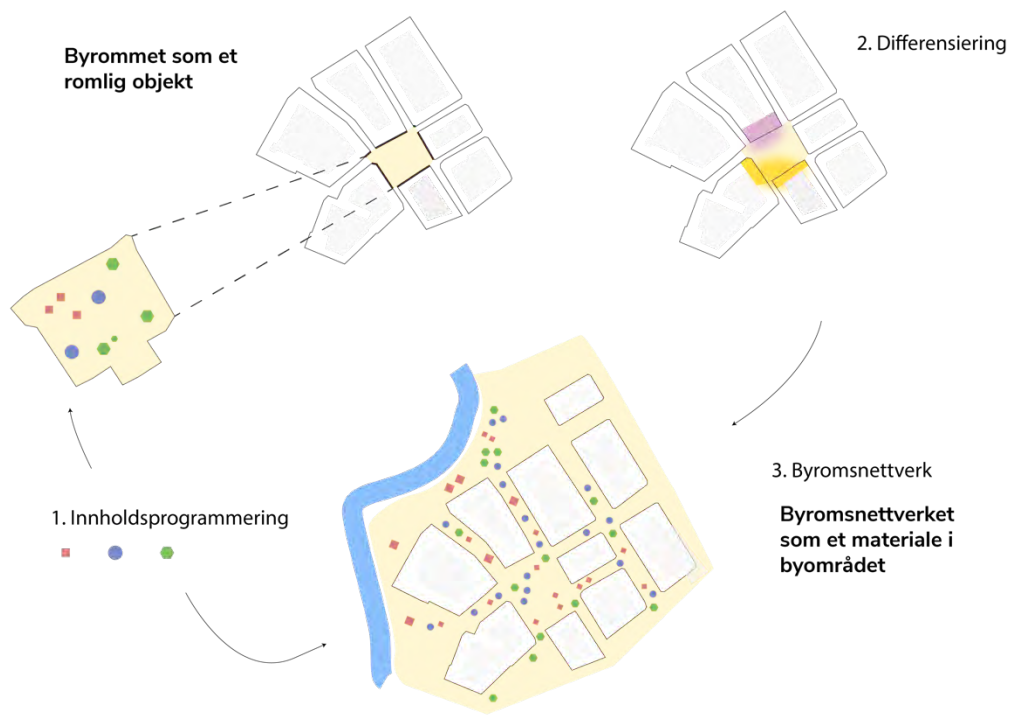 Byrommet som et
romlig objekt
2. Differensiering
1. Innholdsprogrammering
3. Byromsnettverk
Byromsnettverket
som et materiale i
byområdet